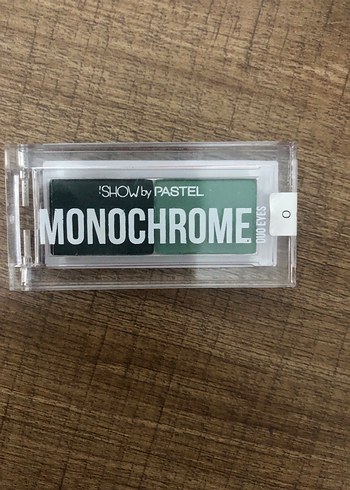 'SHOW by PASTEL
MONOCHROME.
DUO EYES